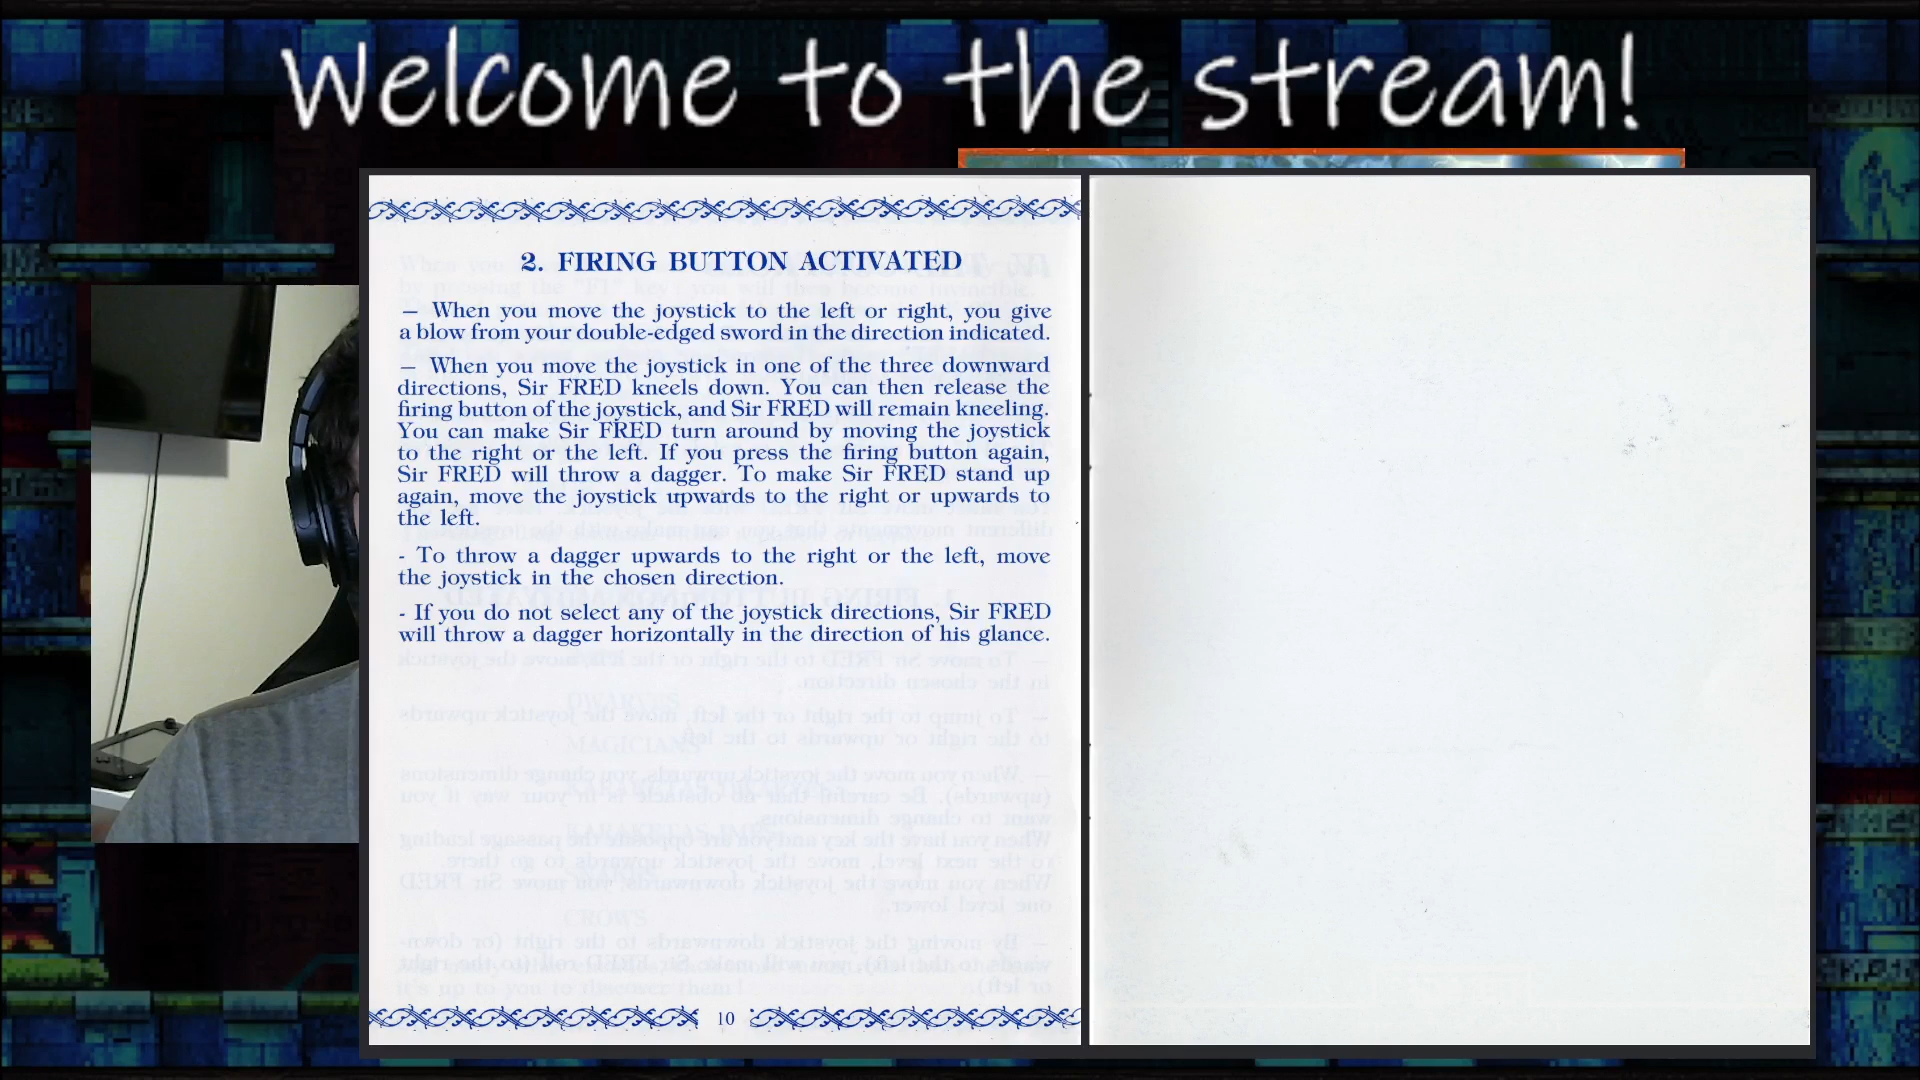 Welcome to the stream!
2. FIRING BUTTON ACTIVATED
— When you move the joystick to the left or right, you give
a blow from your double-edged sword in the direction indicated.
— When you move the joystick in one of the three downward
directions, Sir FRED kneels down. You can then release the
firing button of the joystick, and Sir FRED will remain kneeling.
You can make Sir FRED turn around by moving the joystick
to the right or the left. If you press the firing button again,
Sir FRED will throw a dagger. To make Sir FRED stand up
again, move the joystick upwards to the right or upwards to
the left.
- To throw a dagger upwards to the right or the left, move
the joystick in the chosen direction.
- If you do not select any of the joystick directions, Sir FRED
will throw a dagger horizontally in the direction of his glance.
10